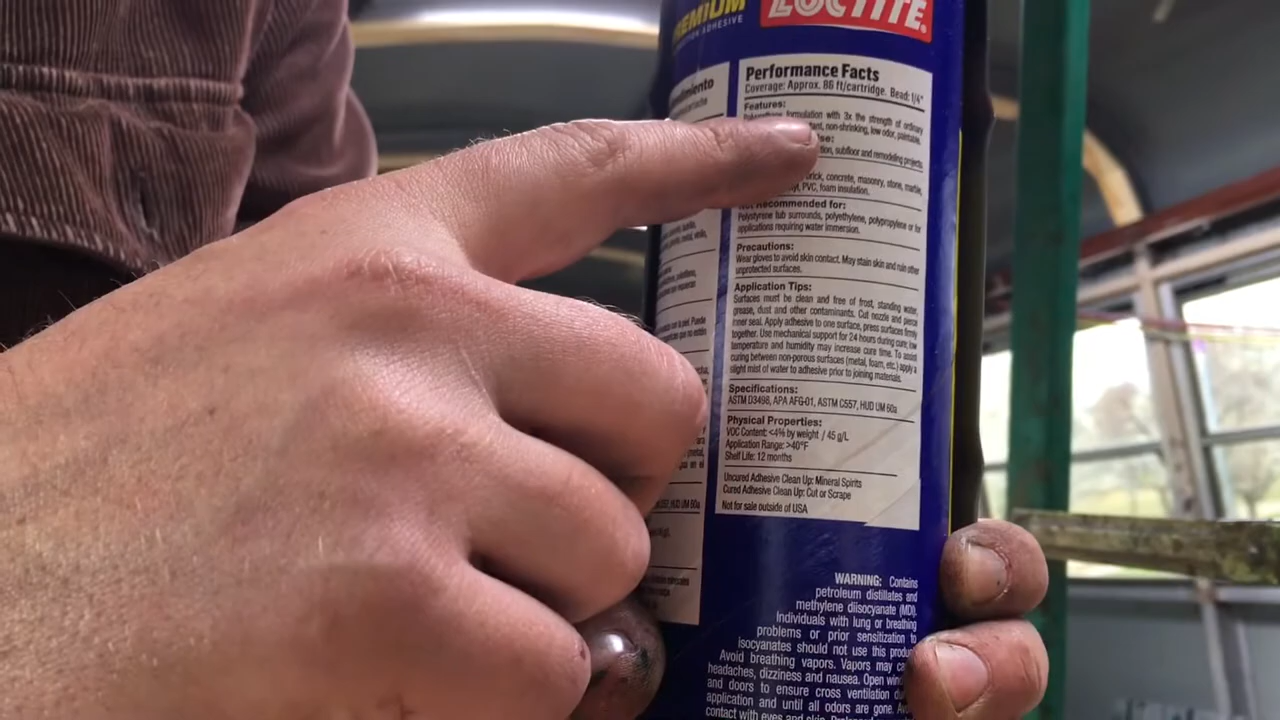 PREMIUM
LOCTITE®
ADHESIVE
Performance Facts
Coverage: Approx. 86 ft/cartridge. Bead: 1/4"
Features:
formulation with 3x the strength of ordinary
non-shrinking, low odor, paintable.
subfloor and remodeling projects
brick, concrete, masonry, stone, marble,
PVC, foam insulation.
Not Recommended for:
Polystyrene tub surrounds, polyethylene, polypropylene or for
applications requiring water immersion.
Precautions:
Wear gloves to avoid skin contact. May stain skin and ruin other
unprotected surfaces.
Application Tips:
Surfaces must be clean and free of frost, standing water,
grease, dust and other contaminants. Cut nozzle and pierce
inner seal. Apply adhesive to one surface, press surfaces firmly
together. Use mechanical support for 24 hours during cure; low
temperature and humidity may increase cure time. To assist
curing between non-porous surfaces (metal, foam, etc.) apply a
slight mist of water to adhesive prior to joining materials.
Specifications:
ASTM D3498, APA AFG-01, ASTM C557, HUD UM 60a
Physical Properties:
VOC Content: <4% by weight / 45 g/L
Application Range: >40°F
Shelf Life: 12 months
Uncured Adhesive Clean Up: Mineral Spirits
Cured Adhesive Clean Up: Cut or Scrape
Not for sale outside of USA
WARNING: Contains
petroleum distillates and
methylene diisocyanate (MDI).
Individuals with lung or breathing
problems or prior sensitization to
isocyanates should not use this
Avoid breathing vapors. Vapors may
headaches, dizziness and nausea. Open
and doors to ensure cross ventilation
application and until all odors are gone.
contact with eyes and skin.